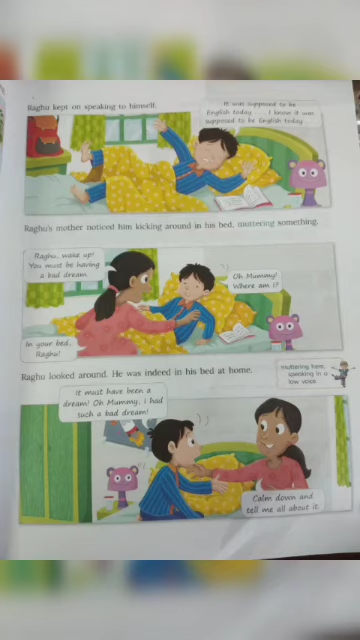 Raghu kept on speaking to himself.
It was supposed to be
English today ... I know it was
supposed to be English today ...
Raghu's mother noticed him kicking around in his bed, muttering something.
Raghu, wake up!
You must be having
a bad dream.
Oh Mummy!
Where am I?
In your bed,
Raghu!
Raghu looked around. He was indeed in his bed at home.
muttering here,
speaking in a
low voice
It must have been a
dream! Oh Mummy, I had
such a bad dream!
Calm down and
tell me all about it.